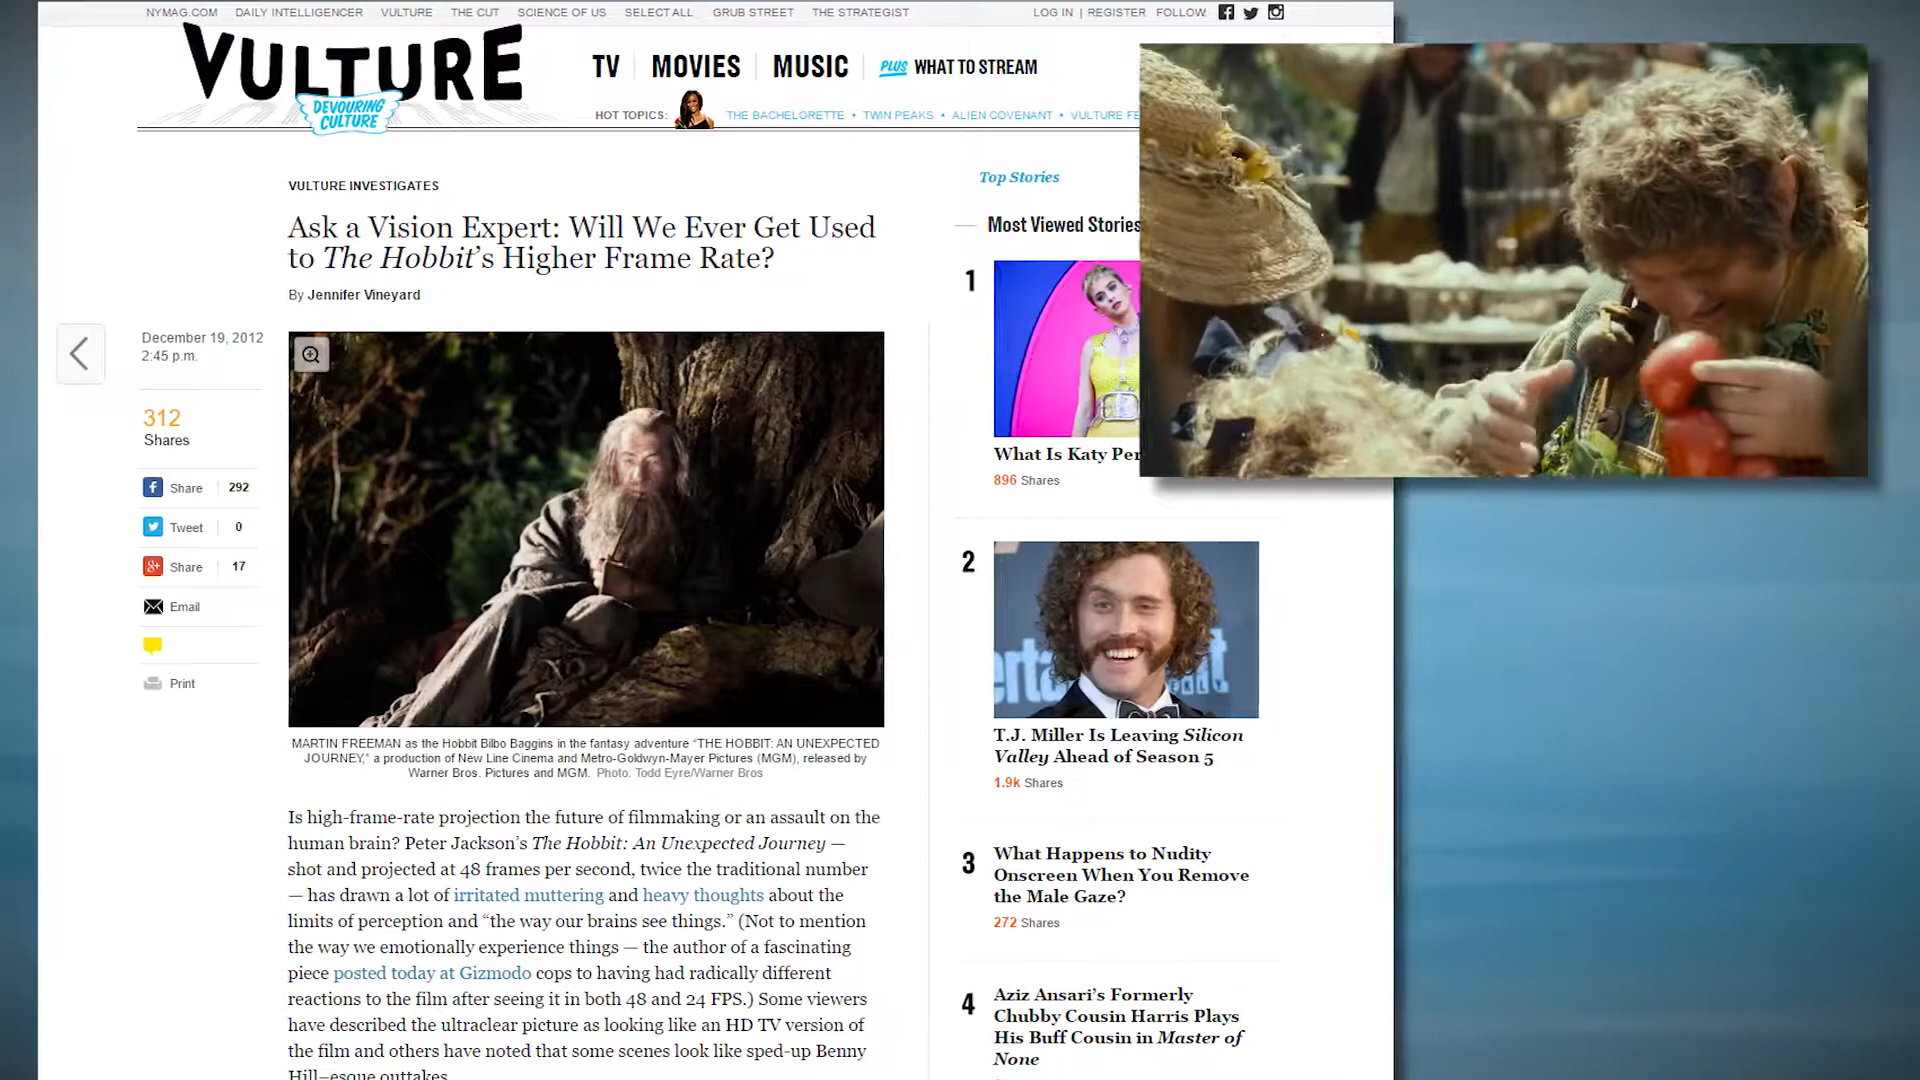 NYMAG.COM DAILY INTELLIGENCER VULTURE THE CUT SCIENCE OF US SELECT ALL GRUB STREET THE STRATEGIST LOG IN | REGISTER FOLLOW
VULTURE
DEVOURING
CULTURE
TV MOVIES MUSIC PLUS WHAT TO STREAM
HOT TOPICS: THE BACHELORETTE • TWIN PEAKS • ALIEN COVENANT • VULTURE FE
VULTURE INVESTIGATES
Ask a Vision Expert: Will We Ever Get Used
to The Hobbit’s Higher Frame Rate?
By Jennifer Vineyard
December 19, 2012
2:45 p.m.
312
Shares
Share 292
Tweet 0
Share 17
Email
Print
MARTIN FREEMAN as the Hobbit Bilbo Baggins in the fantasy adventure “THE HOBBIT: AN UNEXPECTED
JOURNEY,” a production of New Line Cinema and Metro-Goldwyn-Mayer Pictures (MGM), released by
Warner Bros. Pictures and MGM. Photo: Todd Eyre/Warner Bros
Is high-frame-rate projection the future of filmmaking or an assault on the
human brain? Peter Jackson’s The Hobbit: An Unexpected Journey —
shot and projected at 48 frames per second, twice the traditional number
— has drawn a lot of irritated muttering and heavy thoughts about the
limits of perception and “the way our brains see things.” (Not to mention
the way we emotionally experience things — the author of a fascinating
piece posted today at Gizmodo cops to having had radically different
reactions to the film after seeing it in both 48 and 24 FPS.) Some viewers
have described the ultraclear picture as looking like an HD TV version of
the film and others have noted that some scenes look like sped-up Benny
Hill–esque outtakes.
Top Stories
Most Viewed Stories
1
What Is Katy Per
896 Shares
2
T.J. Miller Is Leaving Silicon
Valley Ahead of Season 5
1.9k Shares
3
What Happens to Nudity
Onscreen When You Remove
the Male Gaze?
272 Shares
4
Aziz Ansari’s Formerly
Chubby Cousin Harris Plays
His Buff Cousin in Master of
None